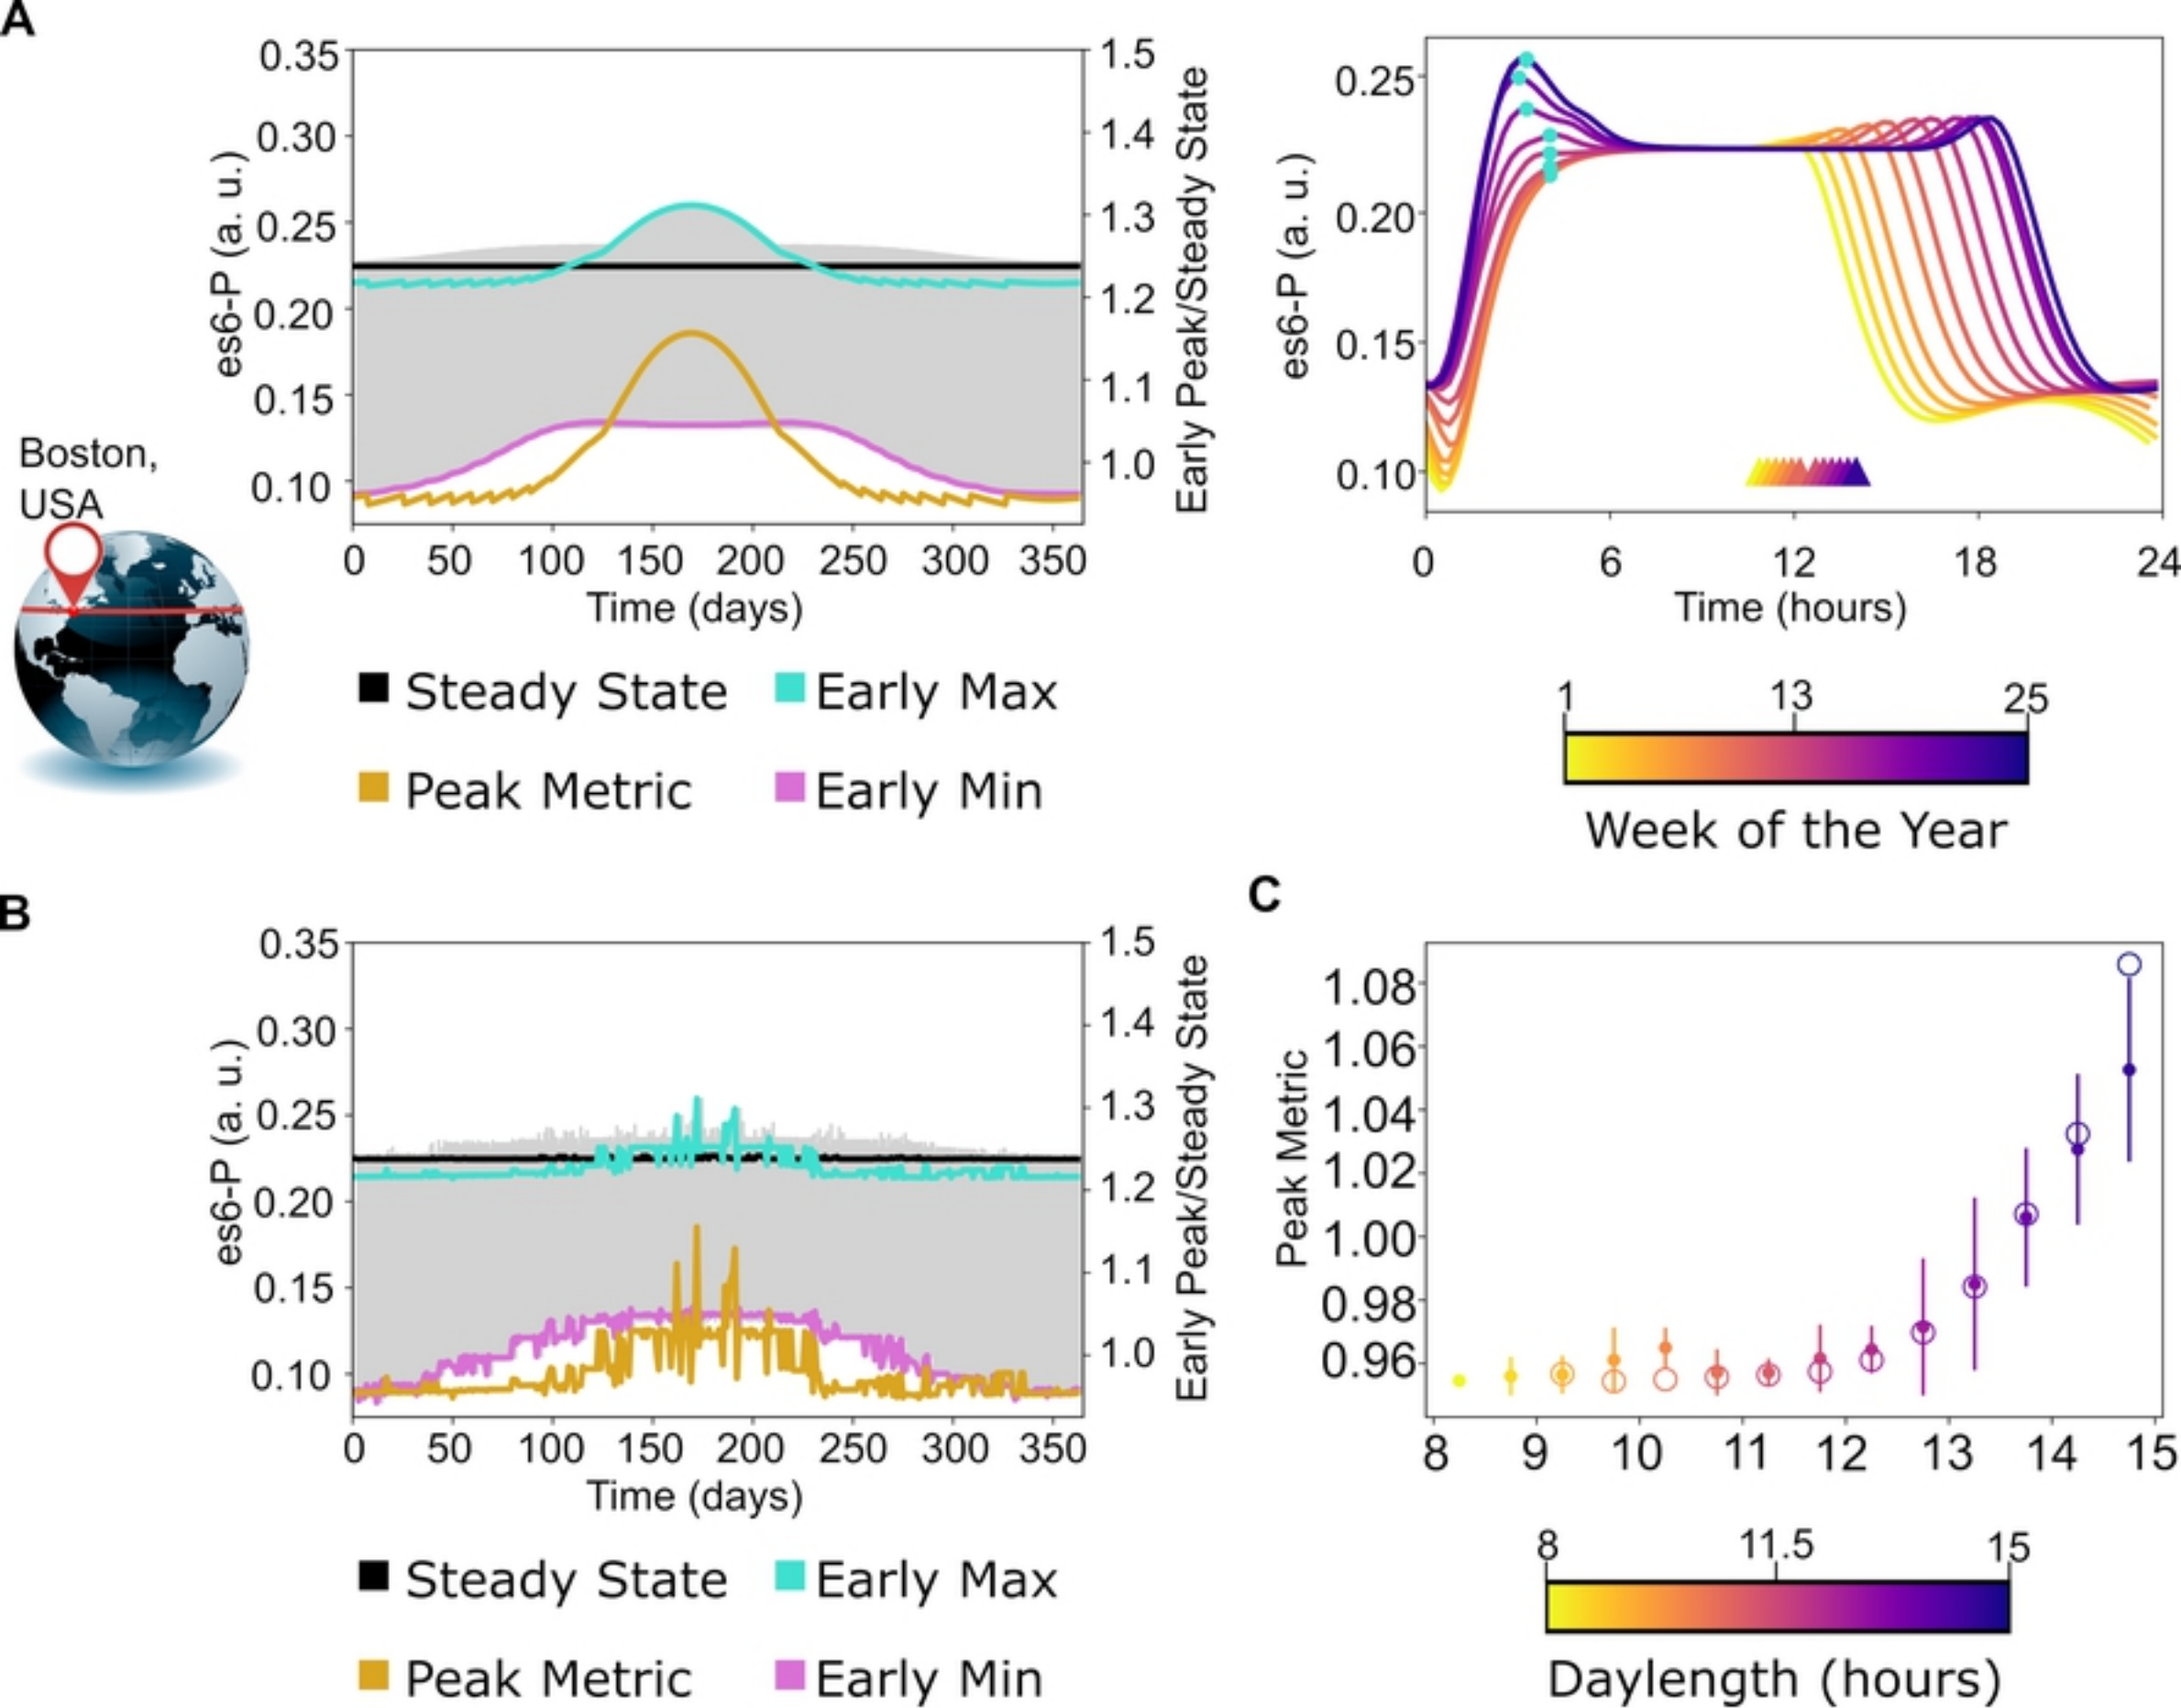 A
0.35
0.30
0.25
0.20
0.15
0.10
es6-P (a. u.)
1.5
1.4
1.3
1.2
1.1
1.0
Early Peak/Steady State
0 50 100 150 200 250 300 350
Time (days)
Boston,
USA
Steady State
Early Max
Peak Metric
Early Min
0.25
0.20
0.15
0.10
es6-P (a. u.)
0 6 12 18 24
Time (hours)
1 13 25
Week of the Year
B
0.35
0.30
0.25
0.20
0.15
0.10
es6-P (a. u.)
1.5
1.4
1.3
1.2
1.1
1.0
Early Peak/Steady State
0 50 100 150 200 250 300 350
Time (days)
Steady State
Early Max
Peak Metric
Early Min
C
1.08
1.06
1.04
1.02
1.00
0.98
0.96
Peak Metric
8 9 10 11 12 13 14 15
8 11.5 15
Daylength (hours)